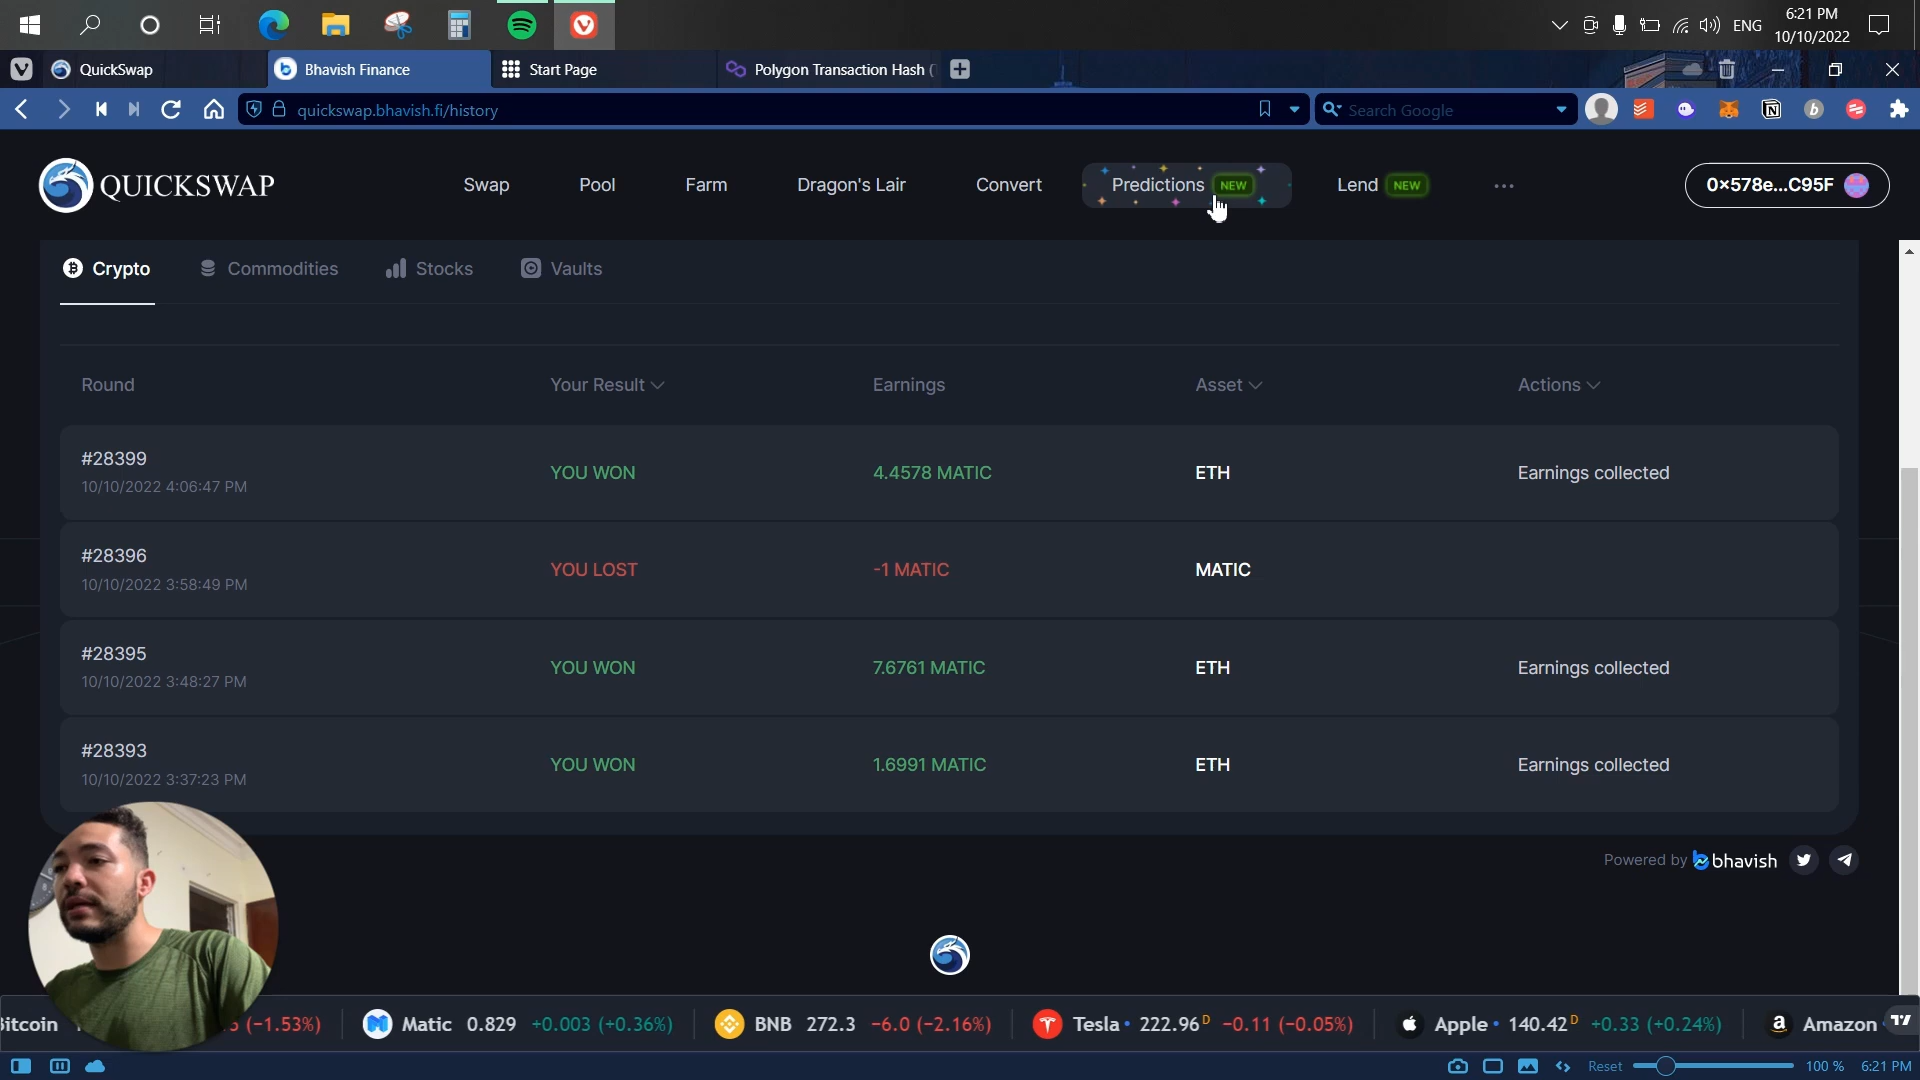 ENG
6:21 PM
10/10/2022
QuickSwap
Bhavish Finance
Start Page
Polygon Transaction Hash (
quickswap.bhavish.fi/history
Search Google
QUICKSWAP
Swap
Pool
Farm
Dragon's Lair
Convert
Predictions NEW
Lend NEW
0×578e...C95F
Crypto
Commodities
Stocks
Vaults
Round
Your Result
Earnings
Asset
Actions
#28399
10/10/2022 4:06:47 PM
YOU WON
4.4578 MATIC
ETH
Earnings collected
#28396
10/10/2022 3:58:49 PM
YOU LOST
-1 MATIC
MATIC
#28395
10/10/2022 3:48:27 PM
YOU WON
7.6761 MATIC
ETH
Earnings collected
#28393
10/10/2022 3:37:23 PM
YOU WON
1.6991 MATIC
ETH
Earnings collected
Powered by bhavish
itcoin (−1.53%)
Matic 0.829 +0.003 (+0.36%)
BNB 272.3 −6.0 (−2.16%)
Tesla 222.96 D −0.11 (−0.05%)
Apple 140.42 D +0.33 (+0.24%)
Amazon
Reset
100 %
6:21 PM